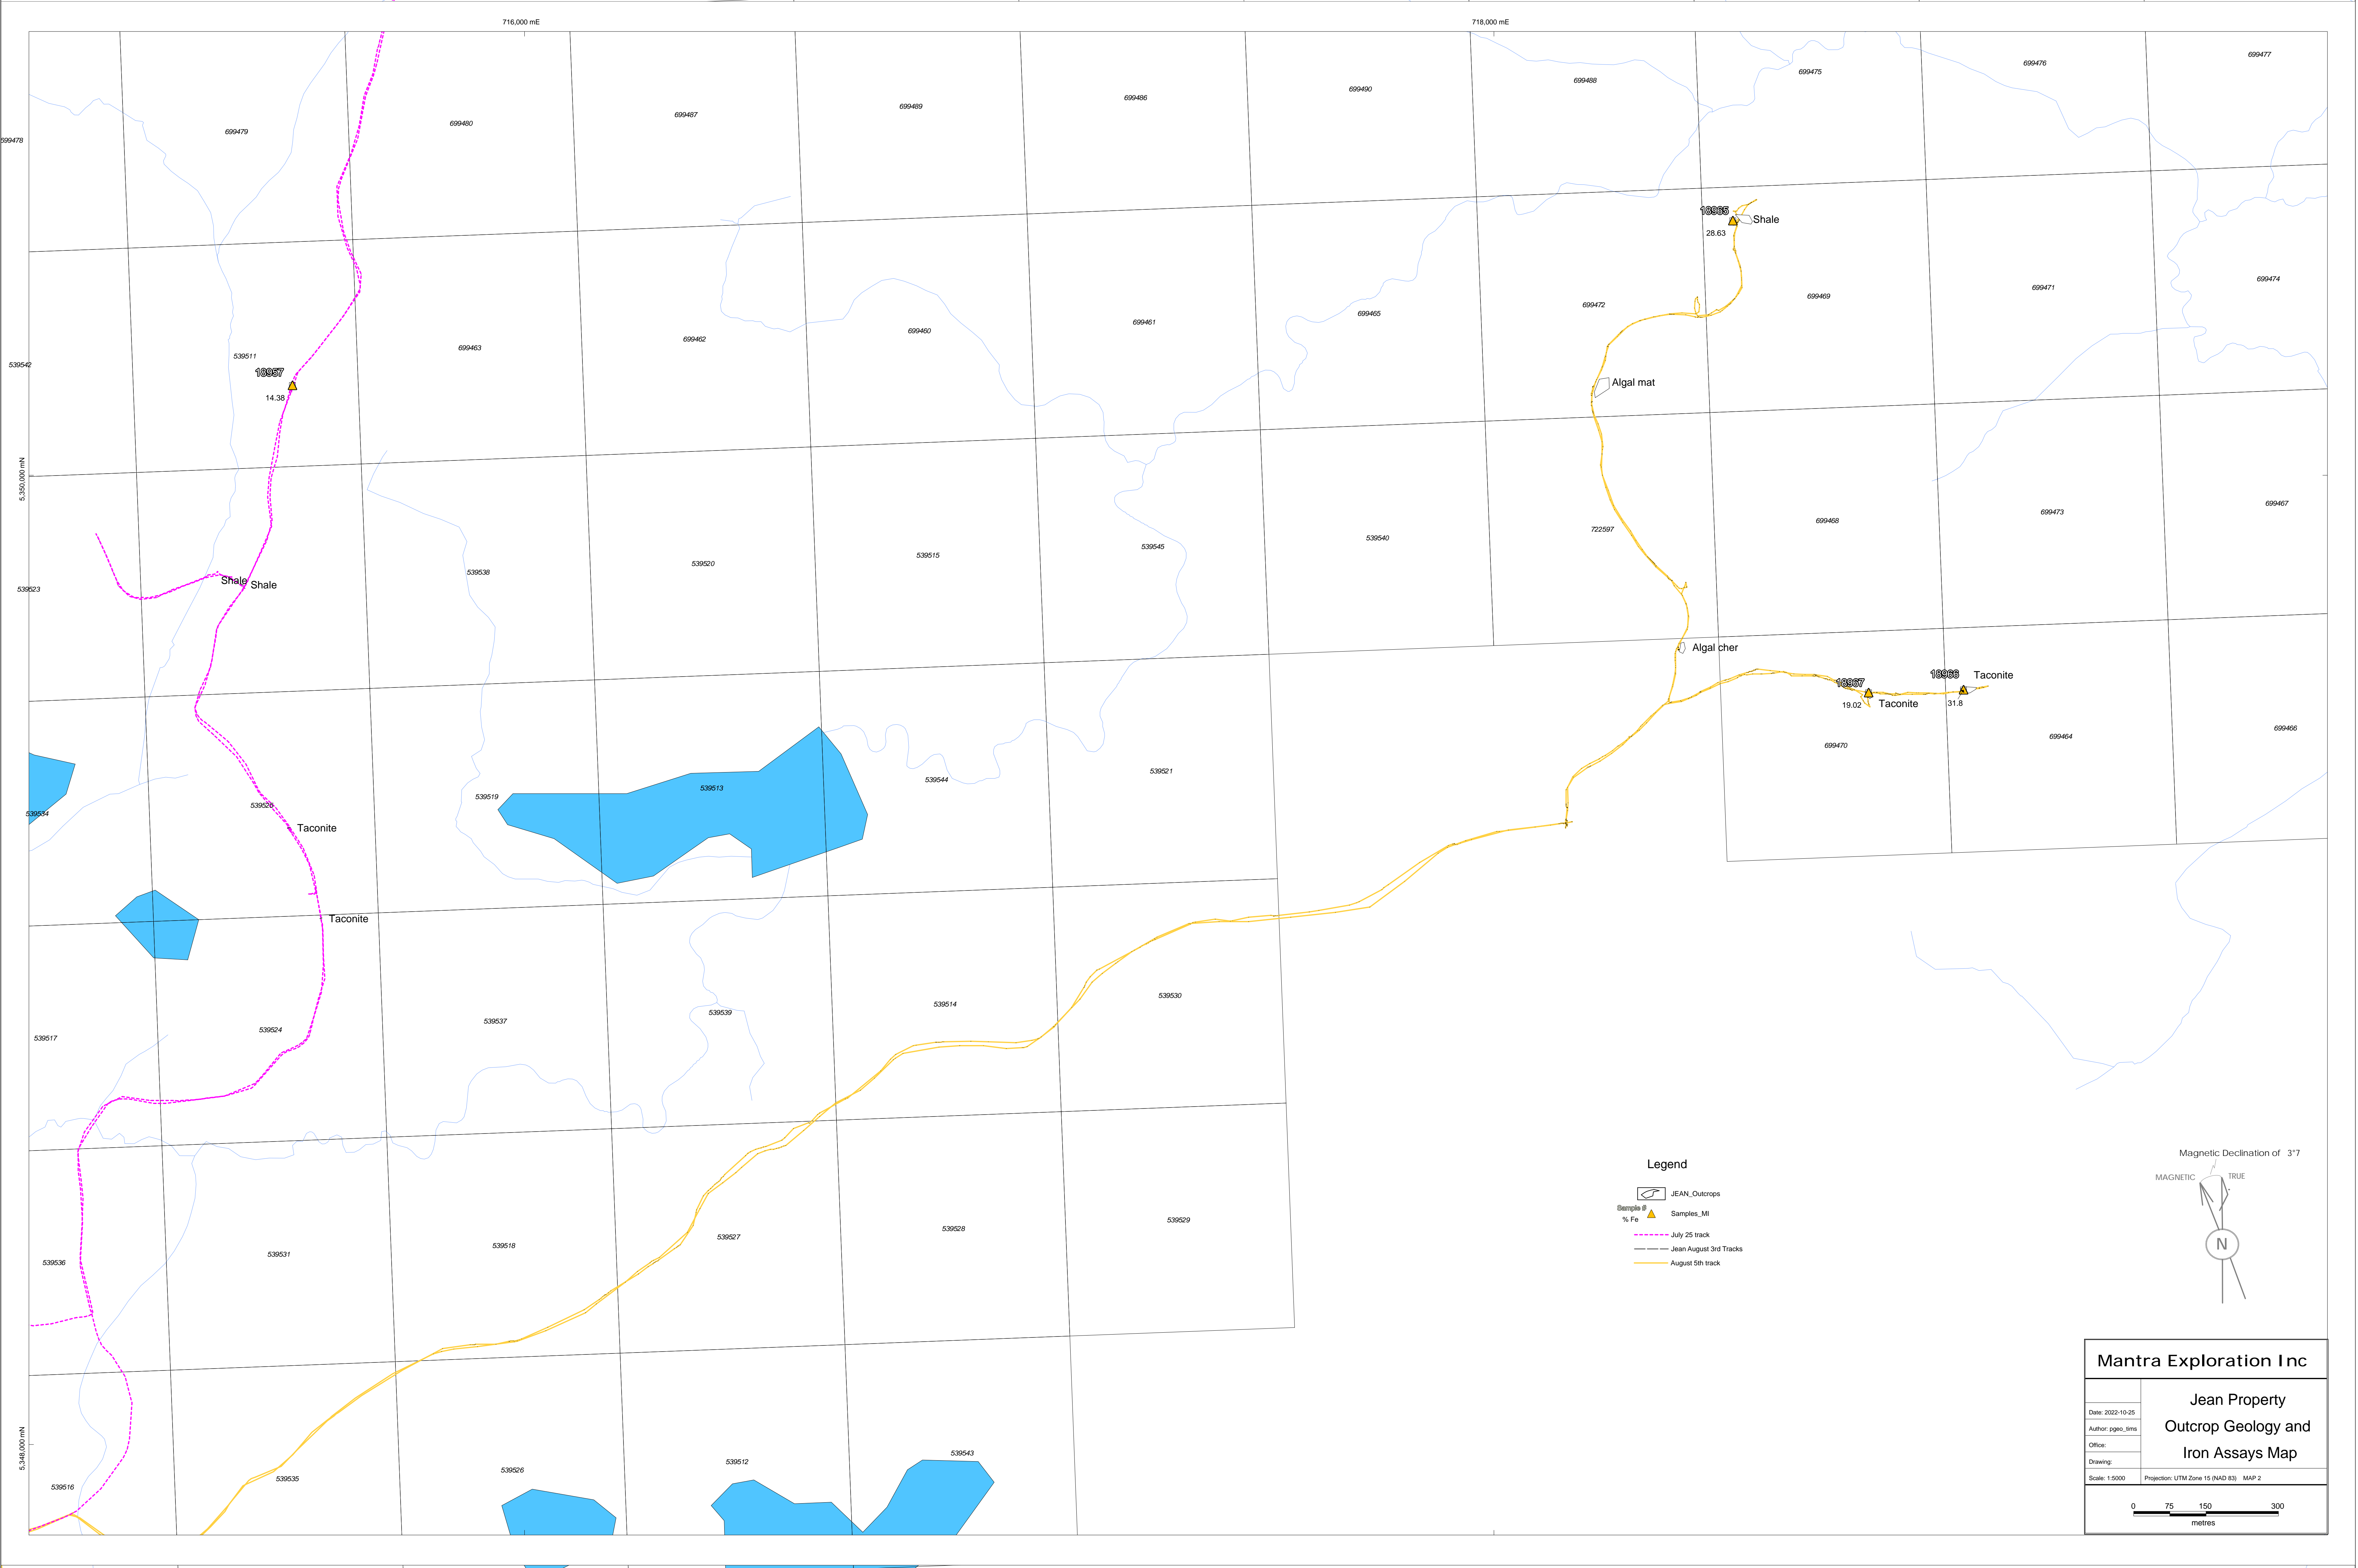 716,000 mE
718,000 mE
699477
699476
699475
699488
699490
699486
699489
699487
699480
699479
699478
18965
Shale
28.63
699474
699471
699469
699472
699465
699461
699460
699462
699463
539511
539542
18957
14.38
Algal mat
5,350,000 mN
699467
699473
699468
722597
539540
539545
539515
539520
539538
Shale
Shale
539523
Algal cher
18967
18966
Taconite
19.02
Taconite
31.8
699466
699464
699470
539521
539544
539513
539519
539526
539534
Taconite
Taconite
539530
539514
539539
539537
539524
539517
539529
539528
539527
539518
539531
539536
5,348,000 mN
539543
539512
539526
539535
539516
Legend
JEAN_Outcrops
Sample #
% Fe
Samples_MI
July 25 track
Jean August 3rd Tracks
August 5th track
Magnetic Declination of 3°7
MAGNETIC
TRUE
N
Mantra Exploration Inc
Jean Property
Outcrop Geology and
Iron Assays Map
Date: 2022-10-25
Author: pgeo_tims
Office:
Drawing:
Scale: 1:5000
Projection: UTM Zone 15 (NAD 83) MAP 2
0 75 150 300
metres